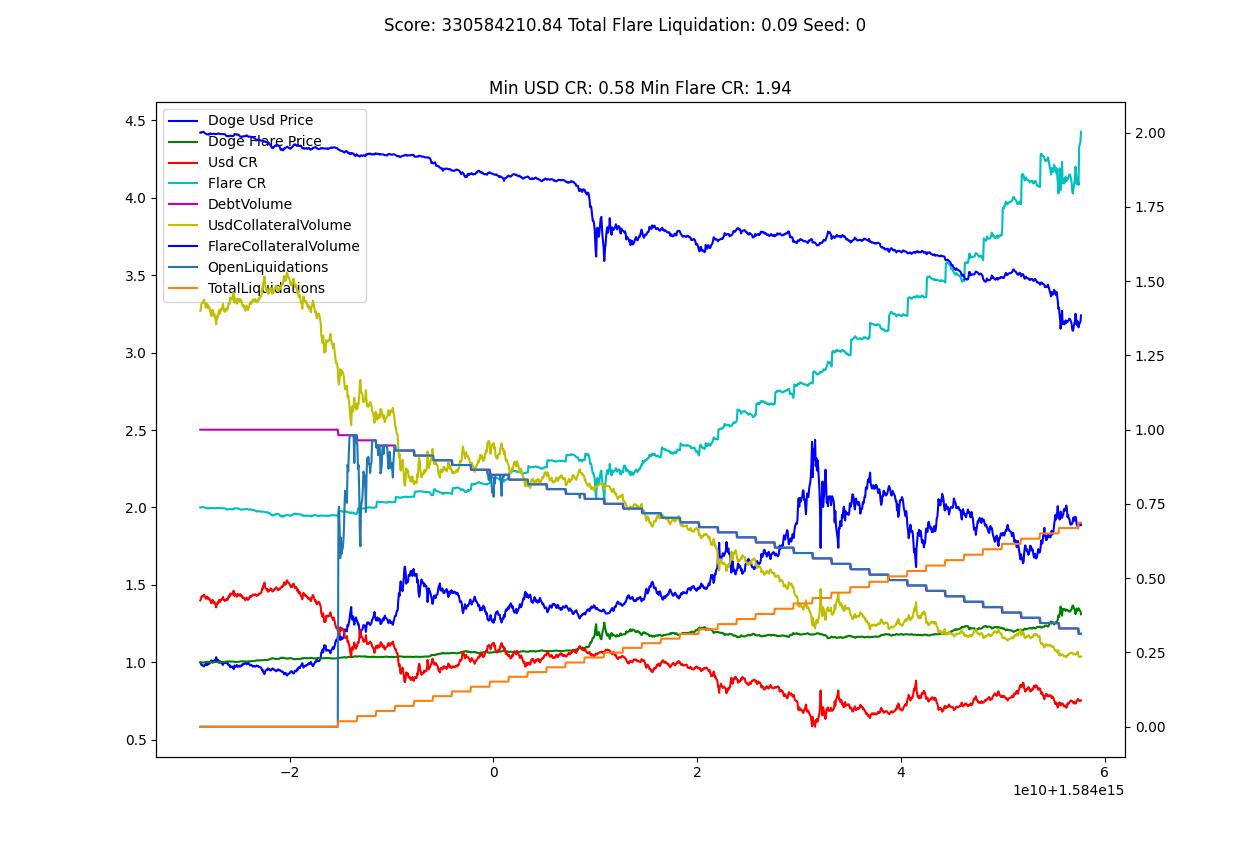 Score: 330584210.84 Total Flare Liquidation: 0.09 Seed: 0
Min USD CR: 0.58 Min Flare CR: 1.94
Doge Usd Price
Doge Flare Price
Usd CR
Flare CR
DebtVolume
UsdCollateralVolume
FlareCollateralVolume
OpenLiquidations
TotalLiquidations
4.5
4.0
3.5
3.0
2.5
2.0
1.5
1.0
0.5
2.00
1.75
1.50
1.25
1.00
0.75
0.50
0.25
0.00
−2
0
2
4
6
1e10+1.584e15